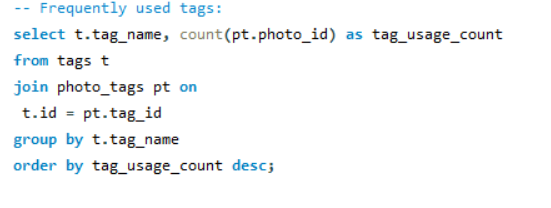 -- Frequently used tags:
select t.tag_name, count(pt.photo_id) as tag_usage_count
from tags t
join photo_tags pt on
 t.id = pt.tag_id
group by t.tag_name
order by tag_usage_count desc;